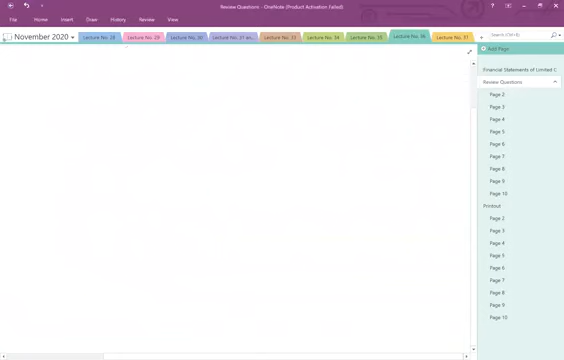 Review Questions - OneNote (Product Activation Failed)
File Home Insert Draw History Review View
November 2020
Lecture No. 28 Lecture No. 29 Lecture No. 30 Lecture No. 31 an... Lecture No. 33 Lecture No. 34 Lecture No. 35 Lecture No. 36 Lecture No. 31
Search (Ctrl+E)
Add Page
Financial Statements of Limited C
Review Questions
Page 2
Page 3
Page 4
Page 5
Page 6
Page 7
Page 8
Page 9
Page 10
Printout
Page 2
Page 3
Page 4
Page 5
Page 6
Page 7
Page 8
Page 9
Page 10